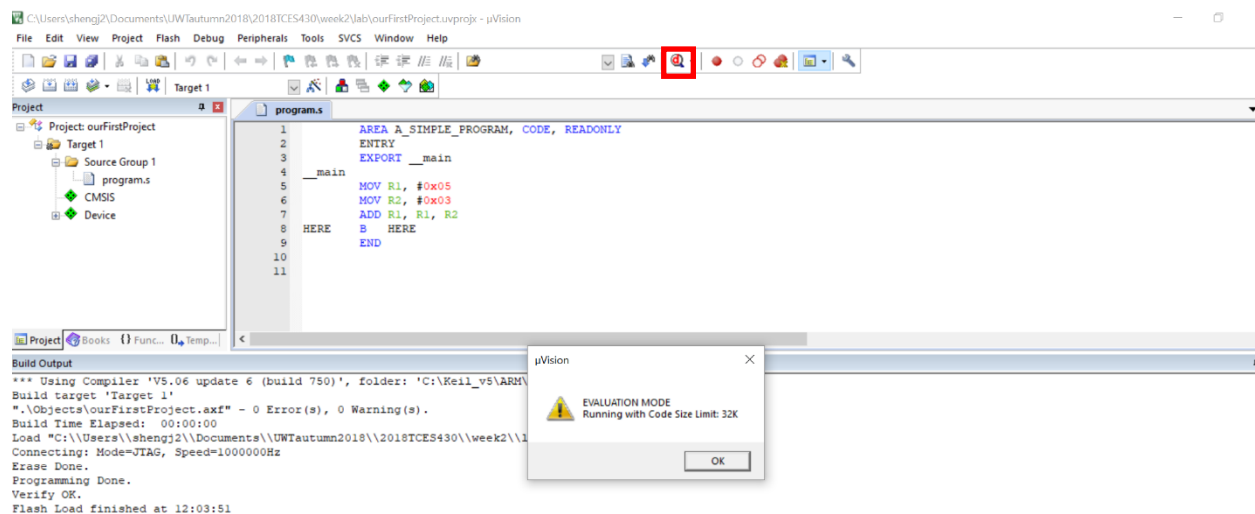 C:\Users\shengj2\Documents\UWTautumn2018\2018TCES430\week2\lab\ourFirstProject.uvprojx - µVision
File Edit View Project Flash Debug Peripherals Tools SVCS Window Help
LOAD Target 1
Project
program.s
Project: ourFirstProject
Target 1
Source Group 1
program.s
CMSIS
Device
1 AREA A_SIMPLE_PROGRAM, CODE, READONLY
2 ENTRY
3 EXPORT __main
4 __main
5 MOV R1, #0x05
6 MOV R2, #0x03
7 ADD R1, R1, R2
8 HERE B HERE
9 END
10
11
Project Books {} Func... Temp...
Build Output
*** Using Compiler 'V5.06 update 6 (build 750)', folder: 'C:\Keil_v5\ARM\
Build target 'Target 1'
".\Objects\ourFirstProject.axf" - 0 Error(s), 0 Warning(s).
Build Time Elapsed: 00:00:00
Load "C:\\Users\\shengj2\\Documents\\UWTautumn2018\\2018TCES430\\week2\\l
Connecting: Mode=JTAG, Speed=1000000Hz
Erase Done.
Programming Done.
Verify OK.
Flash Load finished at 12:03:51
µVision
EVALUATION MODE
Running with Code Size Limit: 32K
OK